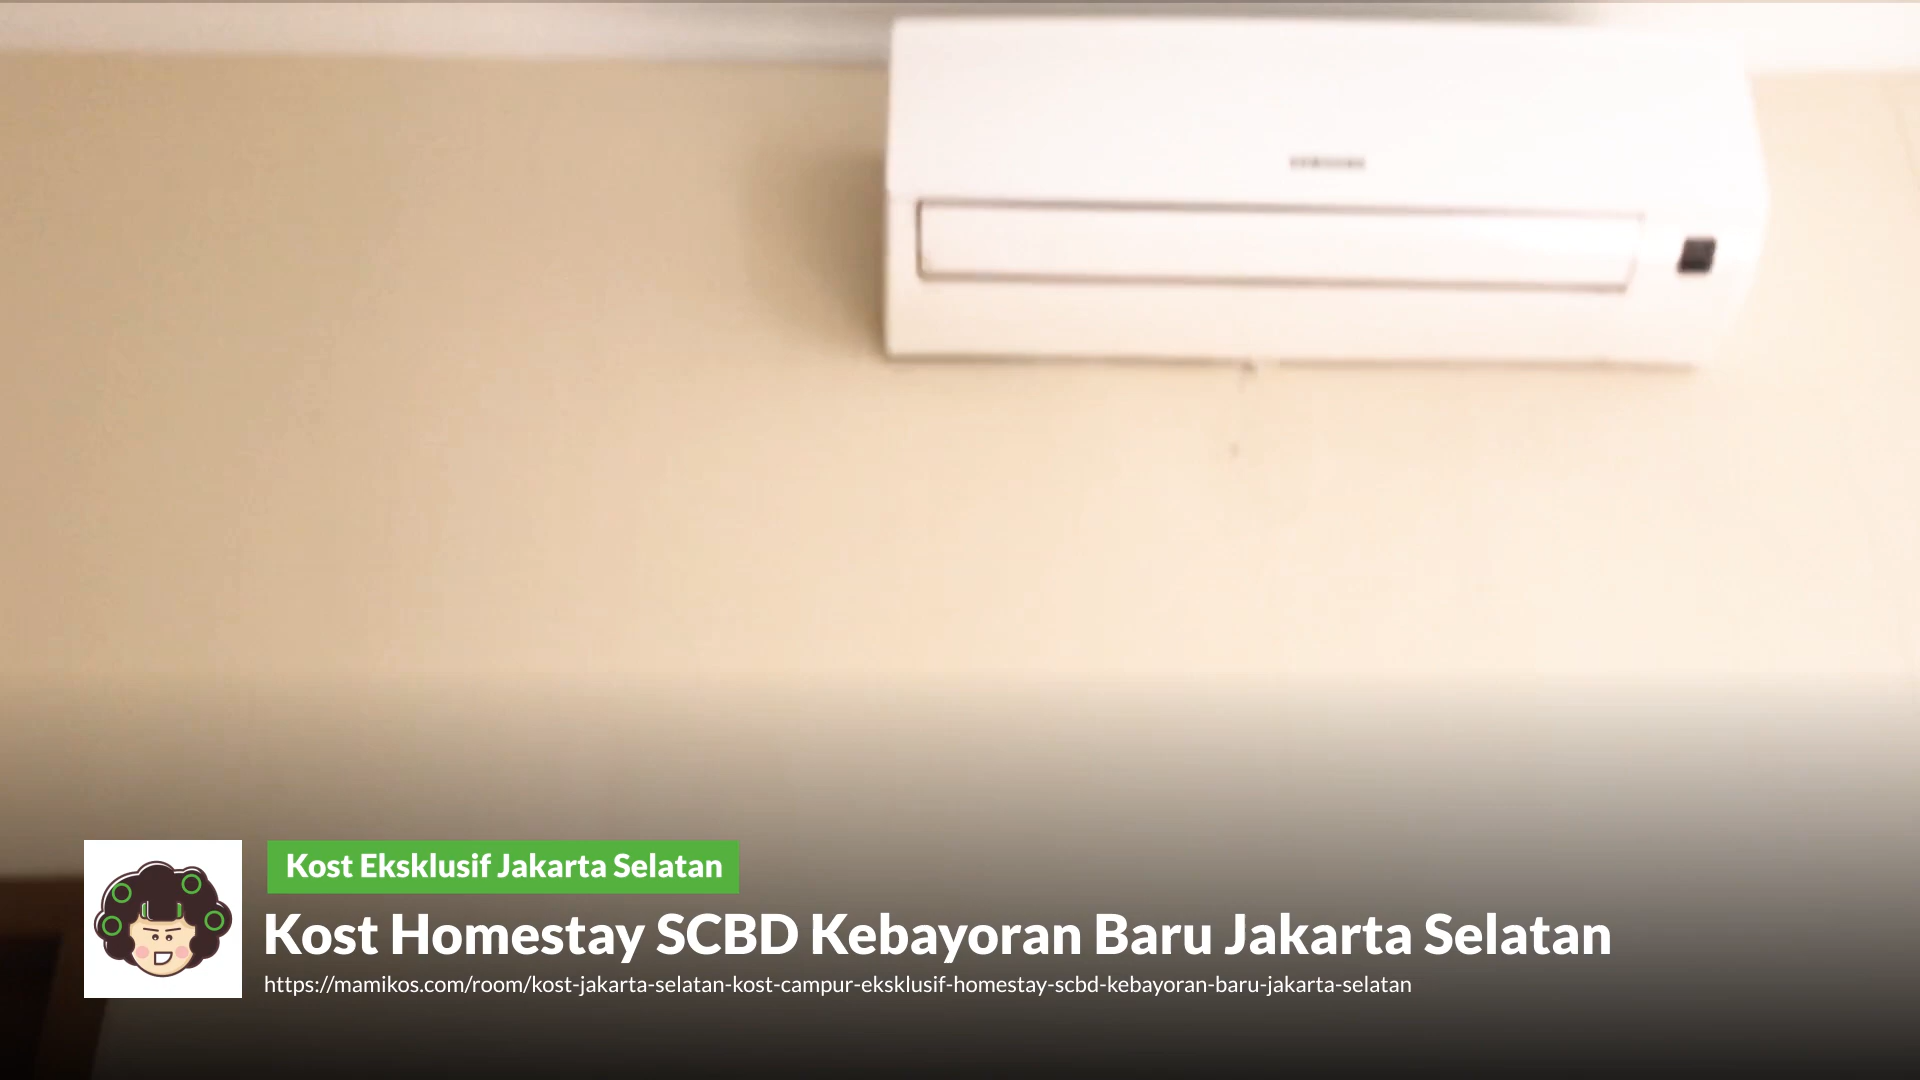 Kost Eksklusif Jakarta Selatan
Kost Homestay SCBD Kebayoran Baru Jakarta Selatan
https://mamikos.com/room/kost-jakarta-selatan-kost-campur-eksklusif-homestay-scbd-kebayoran-baru-jakarta-selatan